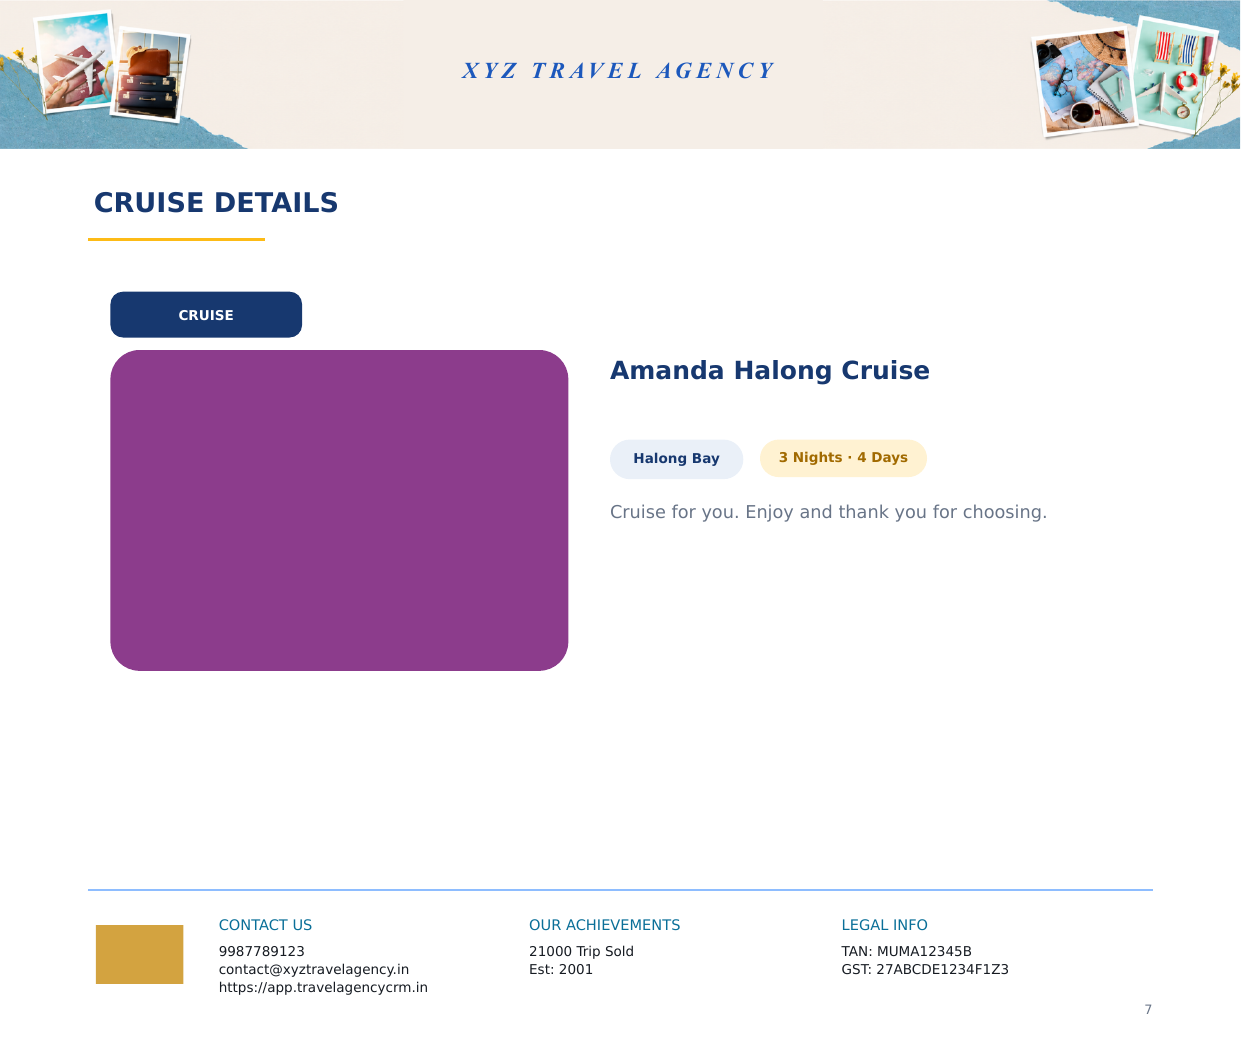 XYZ TRAVEL AGENCY
CRUISE DETAILS
CRUISE
Amanda Halong Cruise
Halong Bay
3 Nights · 4 Days
Cruise for you. Enjoy and thank you for choosing.
CONTACT US
9987789123
contact@xyztravelagency.in
https://app.travelagencycrm.in
OUR ACHIEVEMENTS
21000 Trip Sold
Est: 2001
LEGAL INFO
TAN: MUMA12345B
GST: 27ABCDE1234F1Z3
7